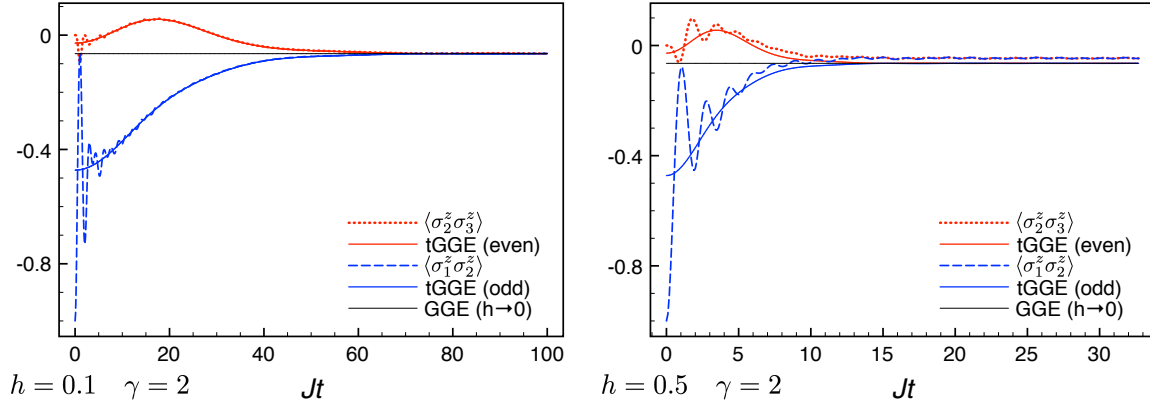 0
-0.4
-0.8
⟨σ₂ᶻσ₃ᶻ⟩
tGGE (even)
⟨σ₁ᶻσ₂ᶻ⟩
tGGE (odd)
GGE (h→0)
0 20 40 60 80 100
h = 0.1 γ = 2 Jt
0
-0.4
-0.8
⟨σ₂ᶻσ₃ᶻ⟩
tGGE (even)
⟨σ₁ᶻσ₂ᶻ⟩
tGGE (odd)
GGE (h→0)
0 5 10 15 20 25 30
h = 0.5 γ = 2 Jt